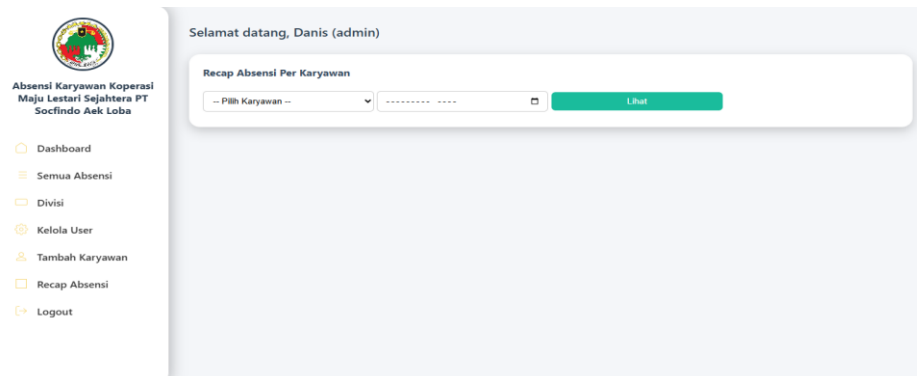 Absensi Karyawan Koperasi
Maju Lestari Sejahtera PT
Socfindo Aek Loba
Dashboard
Semua Absensi
Divisi
Kelola User
Tambah Karyawan
Recap Absensi
Logout
Selamat datang, Danis (admin)
Recap Absensi Per Karyawan
-- Pilih Karyawan --
--------- ----
Lihat